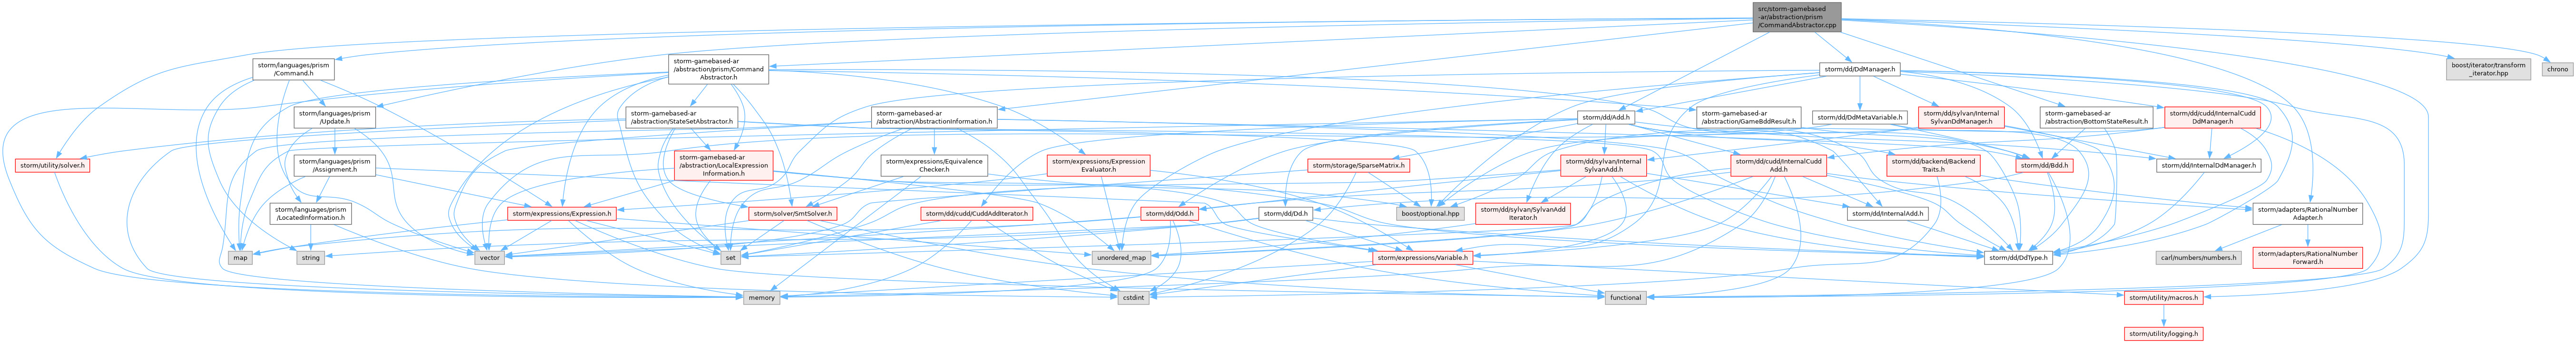 src/storm-gamebased
-ar/abstraction/prism
/CommandAbstractor.cpp
storm/languages/prism
/Command.h
storm-gamebased-ar
/abstraction/prism/Command
Abstractor.h
storm/dd/DdManager.h
boost/iterator/transform
_iterator.hpp
chrono
storm/languages/prism
/Update.h
storm-gamebased-ar
/abstraction/StateSetAbstractor.h
storm-gamebased-ar
/abstraction/AbstractionInformation.h
storm/dd/Add.h
storm-gamebased-ar
/abstraction/GameBddResult.h
storm/dd/DdMetaVariable.h
storm/dd/sylvan/Internal
SylvanDdManager.h
storm-gamebased-ar
/abstraction/BottomStateResult.h
storm/dd/cudd/InternalCudd
DdManager.h
storm/utility/solver.h
storm/languages/prism
/Assignment.h
storm-gamebased-ar
/abstraction/LocalExpression
Information.h
storm/expressions/Equivalence
Checker.h
storm/expressions/Expression
Evaluator.h
storm/storage/SparseMatrix.h
storm/dd/sylvan/Internal
SylvanAdd.h
storm/dd/cudd/InternalCudd
Add.h
storm/dd/backend/Backend
Traits.h
storm/dd/Bdd.h
storm/dd/InternalDdManager.h
storm/languages/prism
/LocatedInformation.h
storm/expressions/Expression.h
storm/solver/SmtSolver.h
storm/dd/cudd/CuddAddIterator.h
storm/dd/Odd.h
storm/dd/Dd.h
boost/optional.hpp
storm/dd/sylvan/SylvanAdd
Iterator.h
storm/dd/InternalAdd.h
storm/adapters/RationalNumber
Adapter.h
map
string
vector
set
unordered_map
storm/expressions/Variable.h
storm/dd/DdType.h
carl/numbers/numbers.h
storm/adapters/RationalNumber
Forward.h
memory
cstdint
functional
storm/utility/macros.h
storm/utility/logging.h